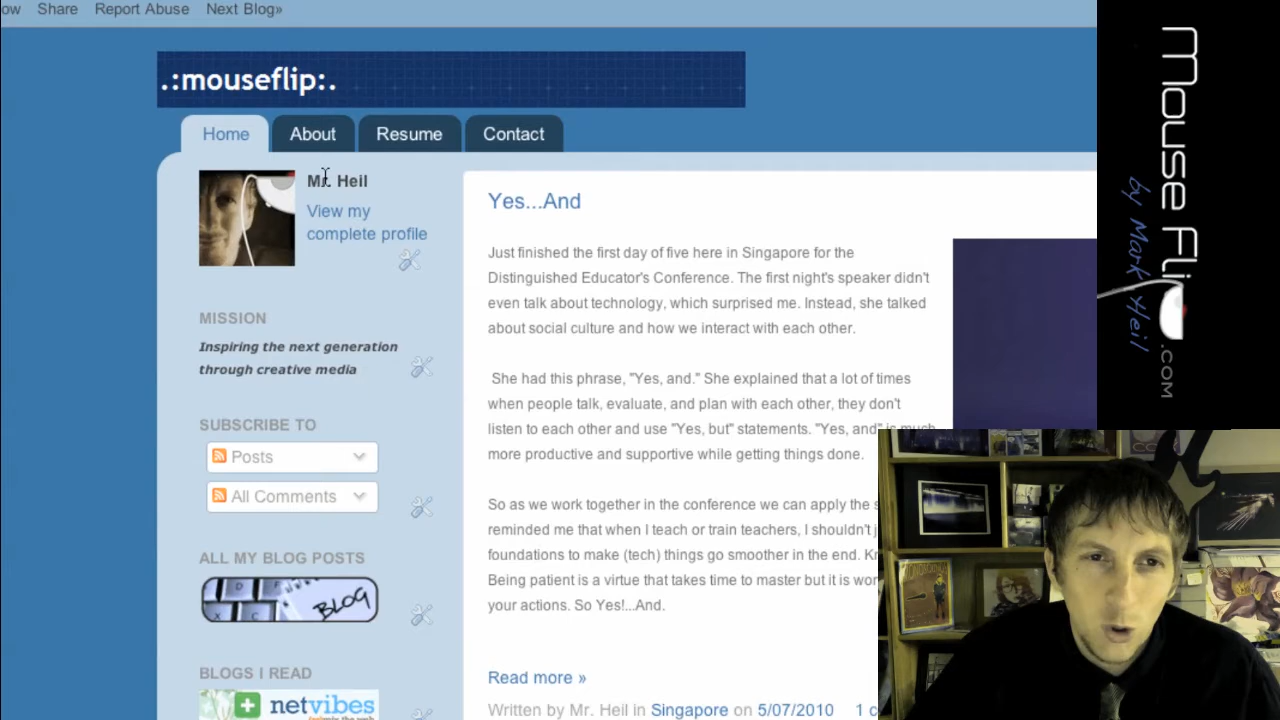 ow Share Report Abuse Next Blog»
.:mouseflip:.
Home About Resume Contact
Mr. Heil
View my
complete profile
MISSION
Inspiring the next generation
through creative media
SUBSCRIBE TO
Posts
All Comments
ALL MY BLOG POSTS
BLOG
BLOGS I READ
netvibes
Yes...And
Just finished the first day of five here in Singapore for the
Distinguished Educator's Conference. The first night's speaker didn't
even talk about technology, which surprised me. Instead, she talked
about social culture and how we interact with each other.
She had this phrase, "Yes, and." She explained that a lot of times
when people talk, evaluate, and plan with each other, they don't
listen to each other and use "Yes, but" statements. "Yes, and" is much
more productive and supportive while getting things done.
So as we work together in the conference we can apply the s
reminded me that when I teach or train teachers, I shouldn't j
foundations to make (tech) things go smoother in the end. Kn
Being patient is a virtue that takes time to master but it is wor
your actions. So Yes!...And.
Read more »
Written by Mr. Heil in Singapore on 5/07/2010 1 c
Mouse Flip.com
by Mark Heil